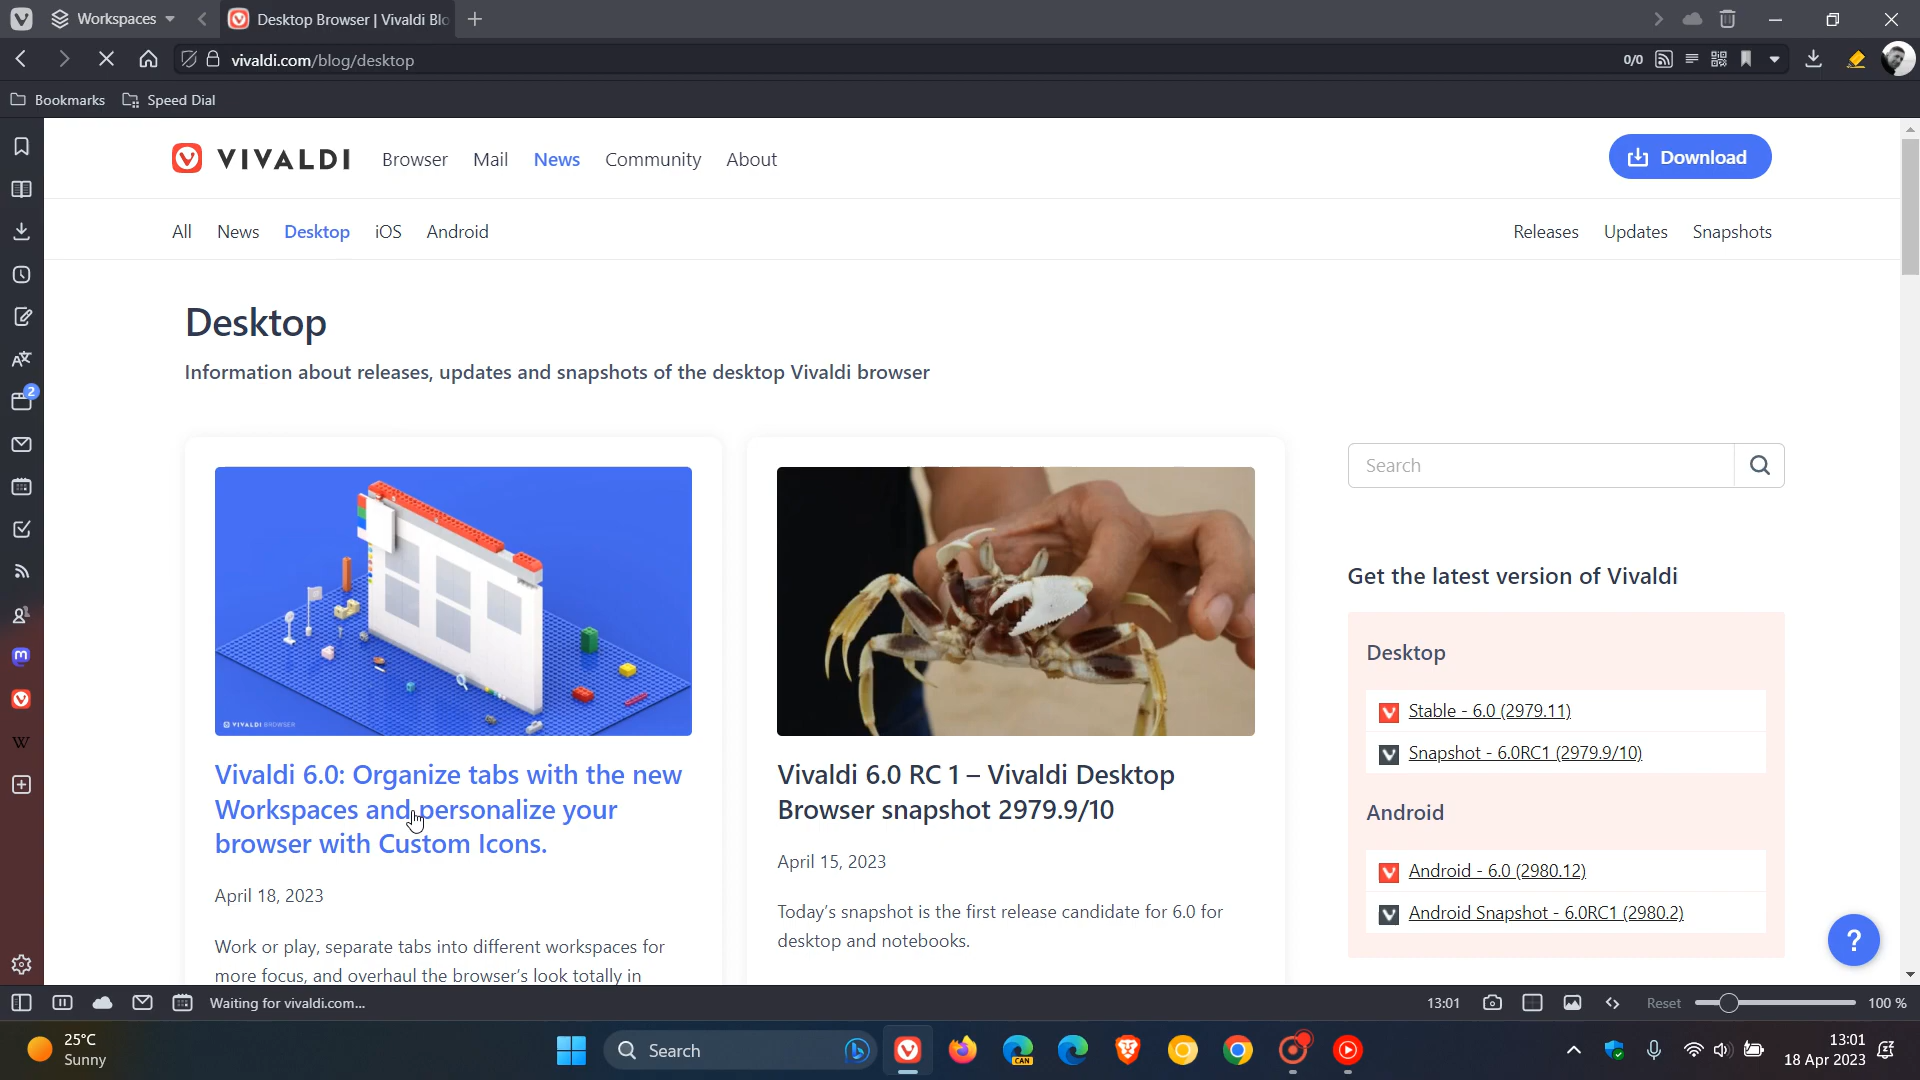 Workspaces
Desktop Browser | Vivaldi Blo
vivaldi.com/blog/desktop
0/0
Bookmarks
Speed Dial
VIVALDI
Browser
Mail
News
Community
About
Download
All
News
Desktop
iOS
Android
Releases
Updates
Snapshots
Desktop
Information about releases, updates and snapshots of the desktop Vivaldi browser
2
VIVALDI BROWSER
Vivaldi 6.0: Organize tabs with the new
Workspaces and personalize your
browser with Custom Icons.
April 18, 2023
Work or play, separate tabs into different workspaces for
more focus, and overhaul the browser's look totally in
Vivaldi 6.0 RC 1 – Vivaldi Desktop
Browser snapshot 2979.9/10
April 15, 2023
Today's snapshot is the first release candidate for 6.0 for
desktop and notebooks.
Search
Get the latest version of Vivaldi
Desktop
Stable - 6.0 (2979.11)
Snapshot - 6.0RC1 (2979.9/10)
Android
Android - 6.0 (2980.12)
Android Snapshot - 6.0RC1 (2980.2)
?
m
W
Waiting for vivaldi.com...
13:01
Reset
100 %
25°C
Sunny
Search
CAN
13:01
18 Apr 2023